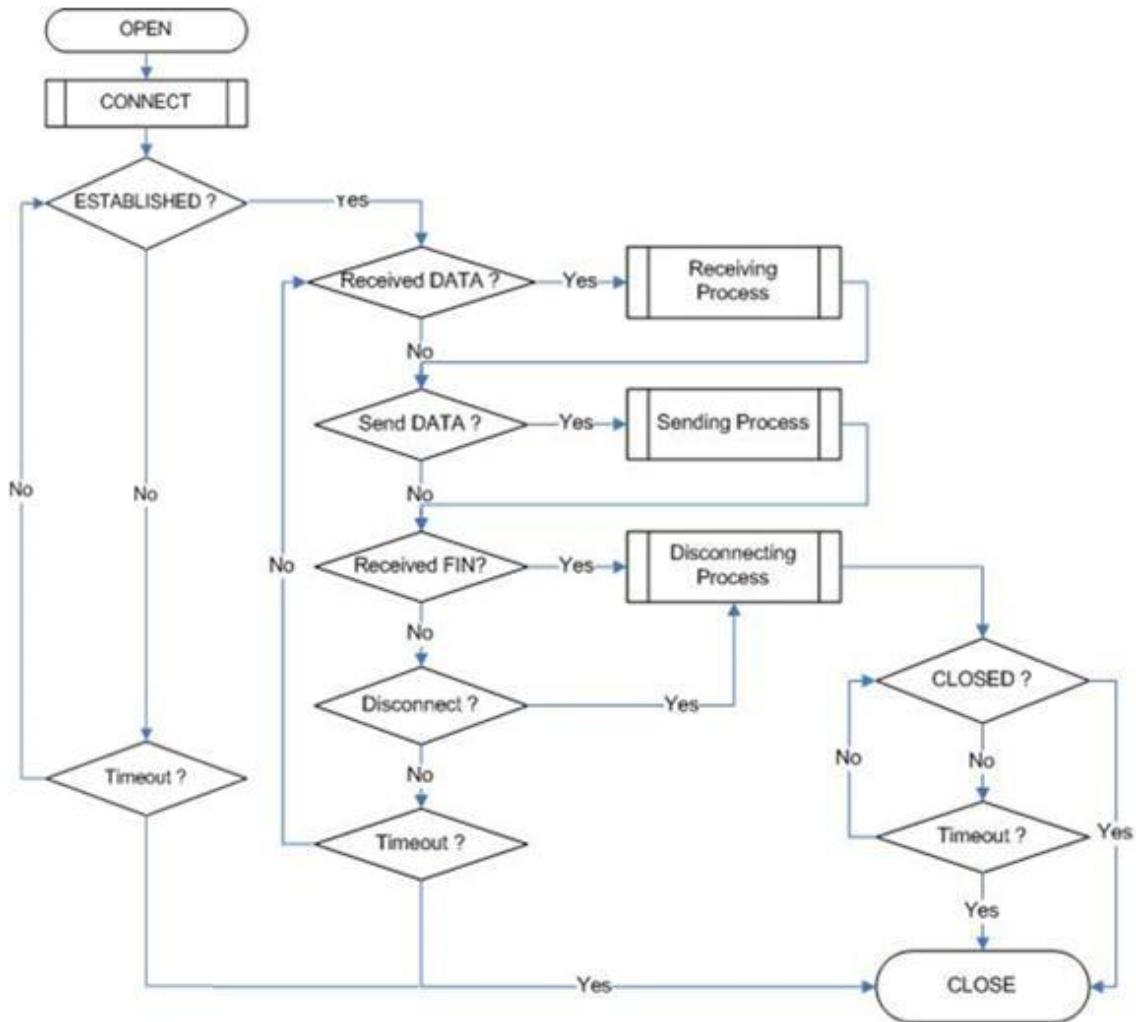 OPEN
CONNECT
ESTABLISHED ?
Yes
Received DATA ?
Yes
Receiving
Process
No
Send DATA ?
Yes
Sending Process
No
No
No
Received FIN?
Yes
Disconnecting
Process
No
No
Disconnect ?
Yes
CLOSED ?
Timeout ?
No
No
No
Timeout ?
Timeout ?
Yes
Yes
Yes
CLOSE